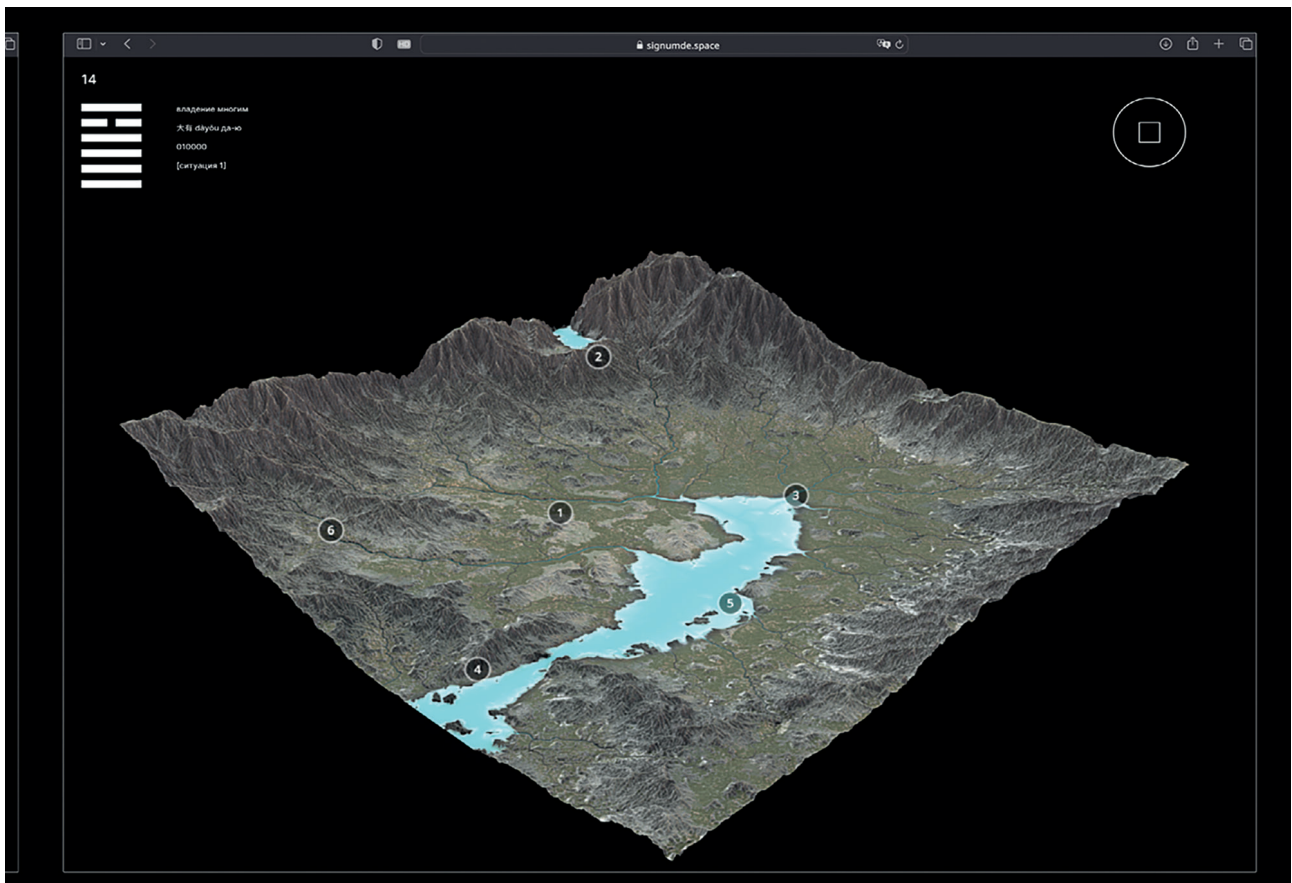 signumde.space
14
владение многим
大有 dàyǒu да-ю
010000
[ситуация 1]
2
3
1
6
5
4